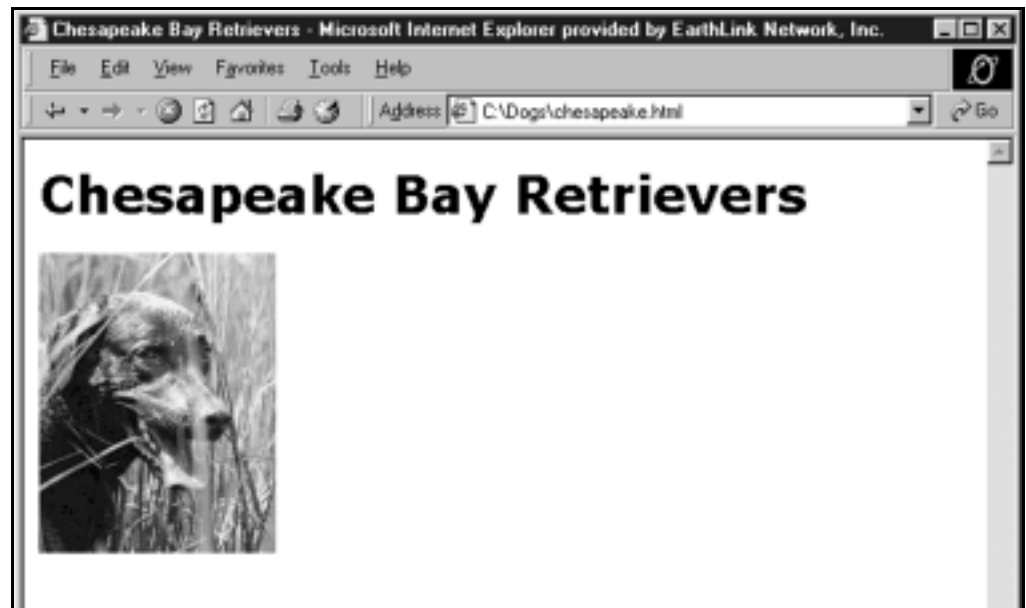 Chesapeake Bay Retrievers - Microsoft Internet Explorer provided by EarthLink Network, Inc.
File Edit View Favorites Tools Help
Address C:\Dogs\chesapeake.html Go
Chesapeake Bay Retrievers